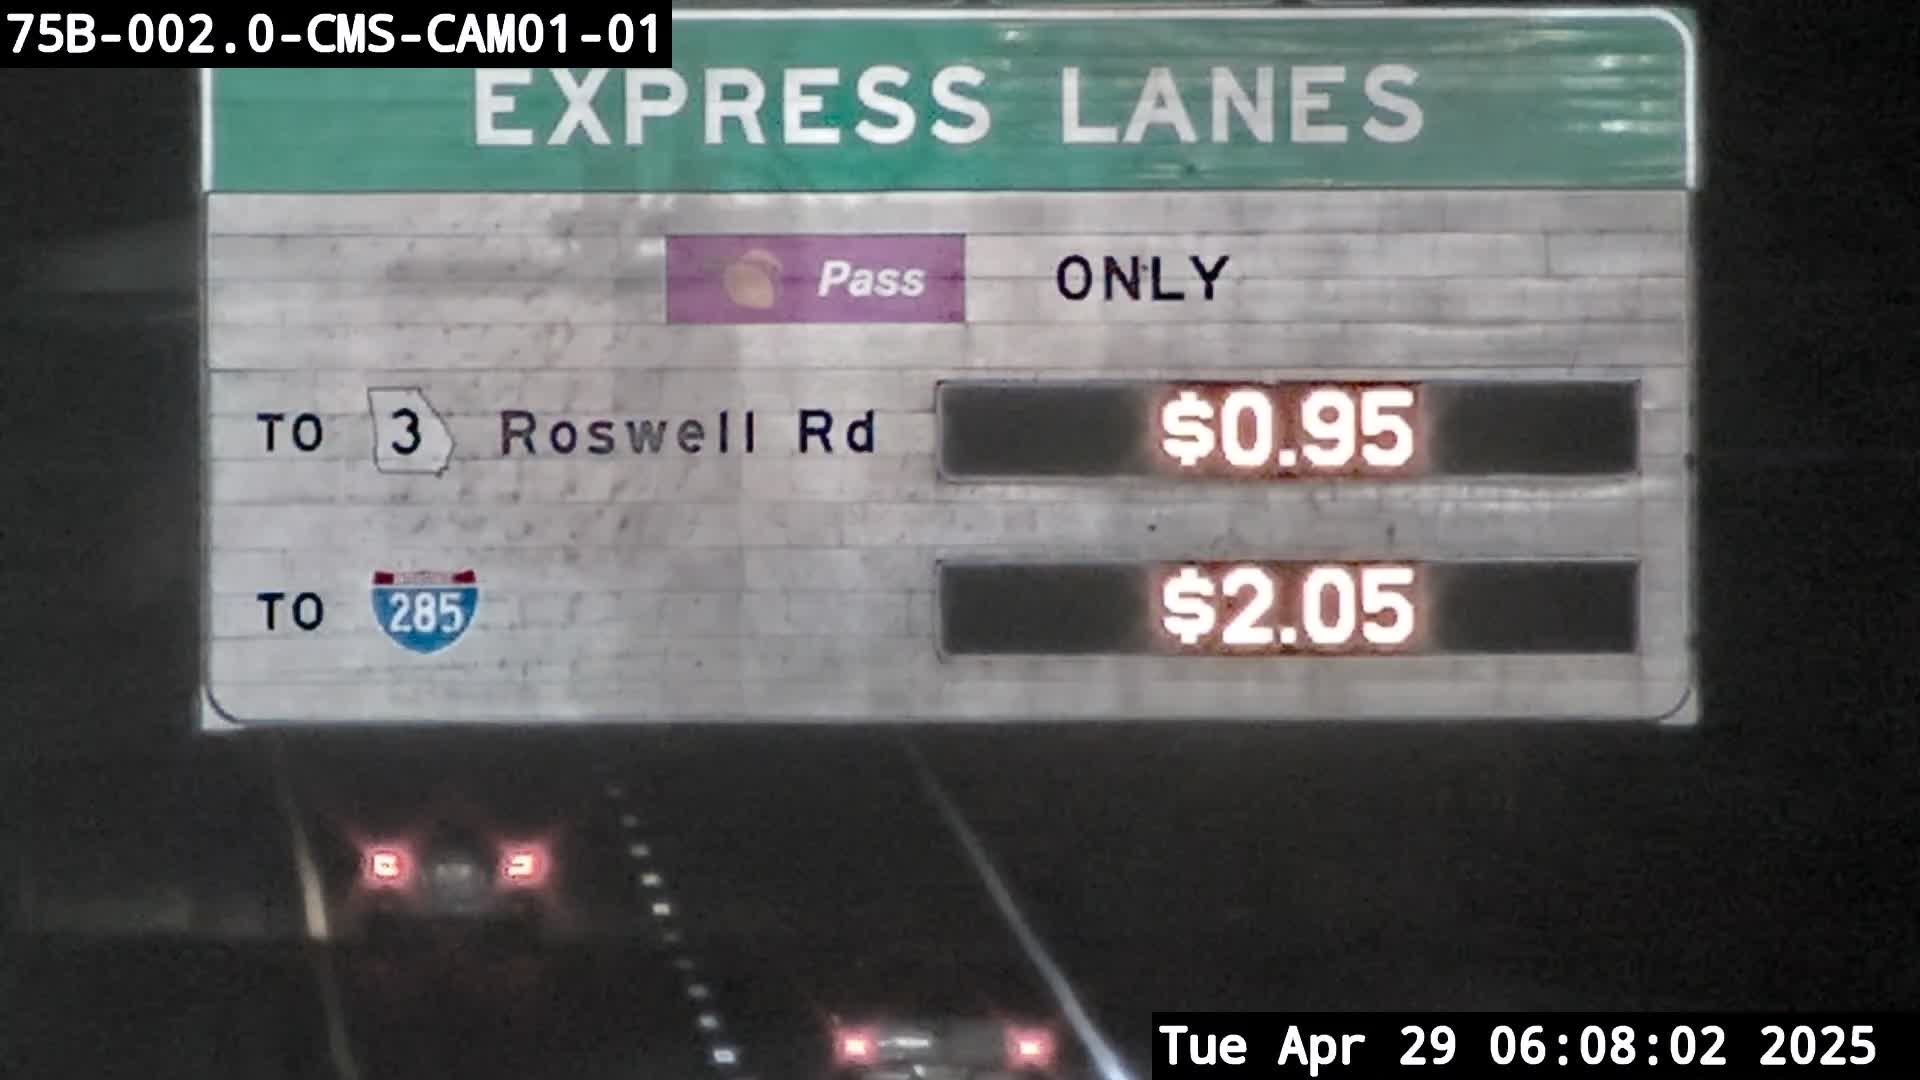 75B-002.0-CMS-CAM01-01
EXPRESS LANES
Pass ONLY
TO 3 Roswell Rd $0.95
TO 285 $2.05
Tue Apr 29 06:08:02 2025